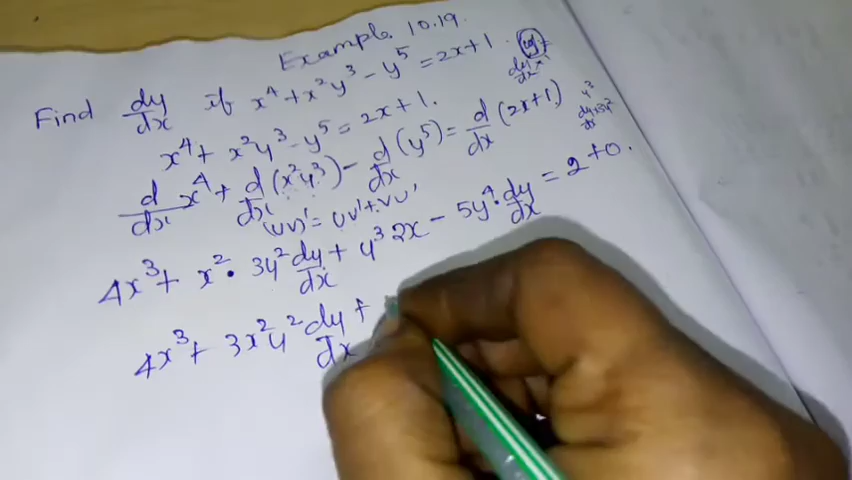 Example 10.19.
Find dy/dx if x⁴ + x²y³ - y⁵ = 2x + 1.
x⁴ + x²y³ - y⁵ = 2x + 1.
d/dx x⁴ + d/dx (x²y³) - d/dx (y⁵) = d/dx (2x + 1)
(uv)' = uv' + vu'
4x³ + x² • 3y² dy/dx + y³ 2x - 5y⁴ • dy/dx = 2 + 0.
4x³ + 3x²y² dy/dx +